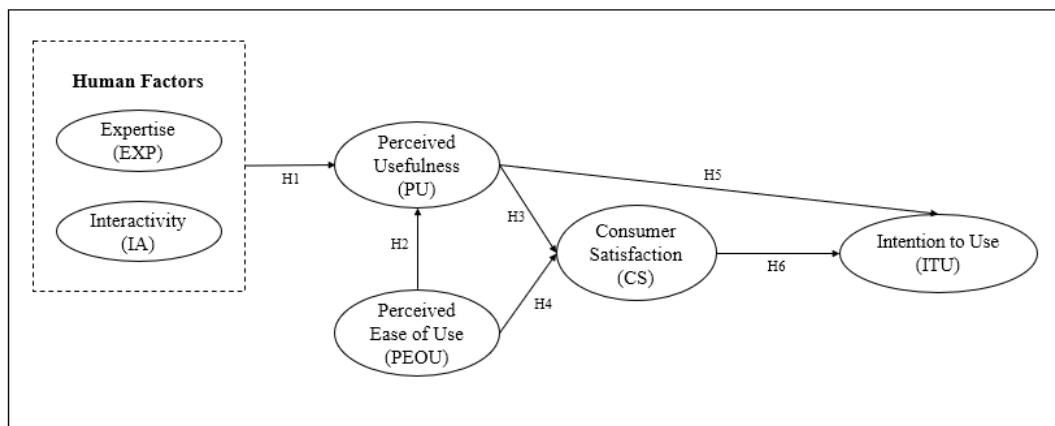 Human Factors
Expertise
(EXP)
Interactivity
(IA)
H1
Perceived
Usefulness
(PU)
H2
Perceived
Ease of Use
(PEOU)
H3
H4
Consumer
Satisfaction
(CS)
H5
H6
Intention to Use
(ITU)